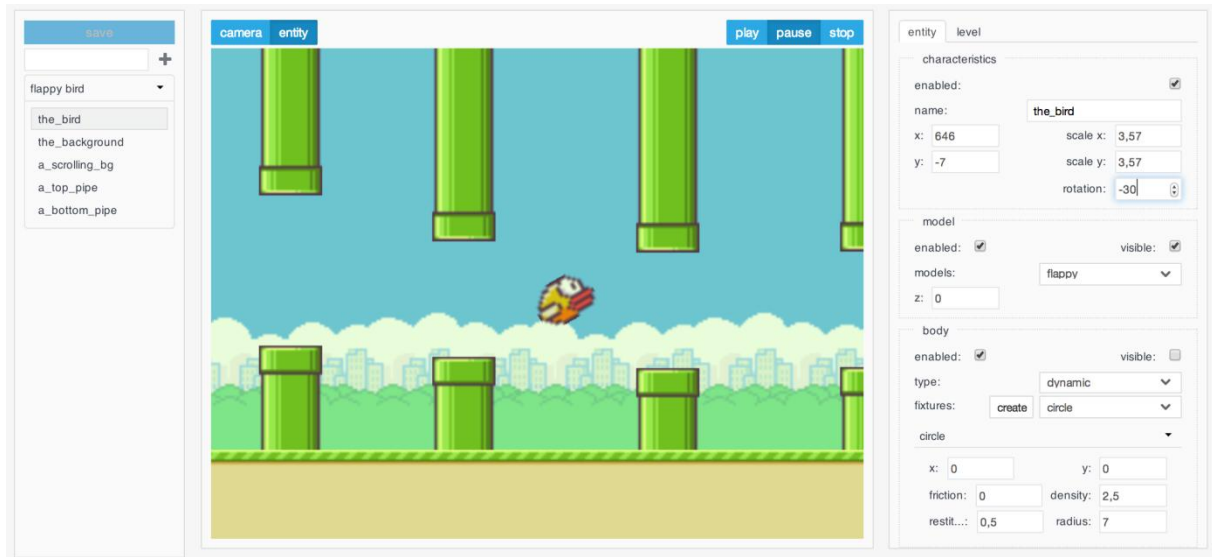 save
flappy bird
the_bird
the_background
a_scrolling_bg
a_top_pipe
a_bottom_pipe
camera entity
play pause stop
entity level
characteristics
enabled:
name: the_bird
x: 646 scale x: 3,57
y: -7 scale y: 3,57
rotation: -30
model
enabled: visible:
models: flappy
z: 0
body
enabled: visible:
type: dynamic
fixtures: create circle
circle
x: 0 y: 0
friction: 0 density: 2,5
restit...: 0,5 radius: 7